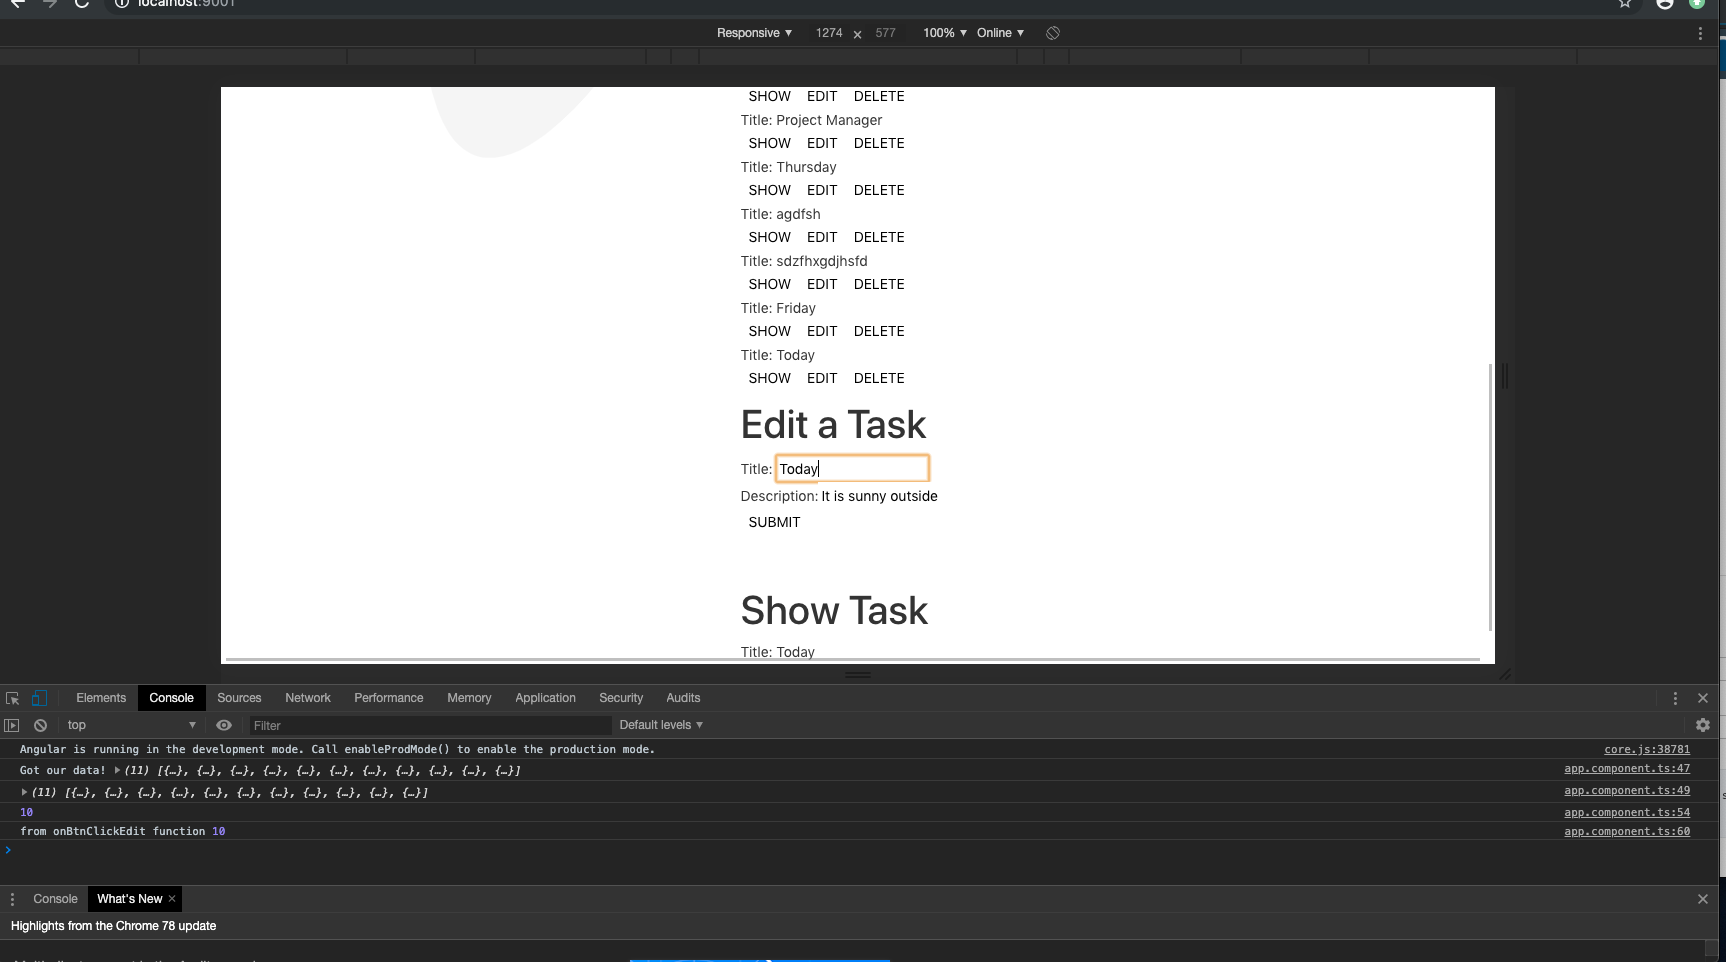 localhost:9001
Responsive ▼ 1274 × 577 100% ▼ Online ▼
SHOW EDIT DELETE
Title: Project Manager
SHOW EDIT DELETE
Title: Thursday
SHOW EDIT DELETE
Title: agdfsh
SHOW EDIT DELETE
Title: sdzfhxgdjhsfd
SHOW EDIT DELETE
Title: Friday
SHOW EDIT DELETE
Title: Today
SHOW EDIT DELETE
Edit a Task
Title: Today
Description: It is sunny outside
SUBMIT
Show Task
Title: Today
Elements Console Sources Network Performance Memory Application Security Audits
top ▼ Filter Default levels ▼
Angular is running in the development mode. Call enableProdMode() to enable the production mode. core.js:38781
Got our data! ▶(11) [{…}, {…}, {…}, {…}, {…}, {…}, {…}, {…}, {…}, {…}, {…}] app.component.ts:47
▶(11) [{…}, {…}, {…}, {…}, {…}, {…}, {…}, {…}, {…}, {…}, {…}] app.component.ts:49
10 app.component.ts:54
from onBtnClickEdit function 10 app.component.ts:60
Console What's New ×
Highlights from the Chrome 78 update